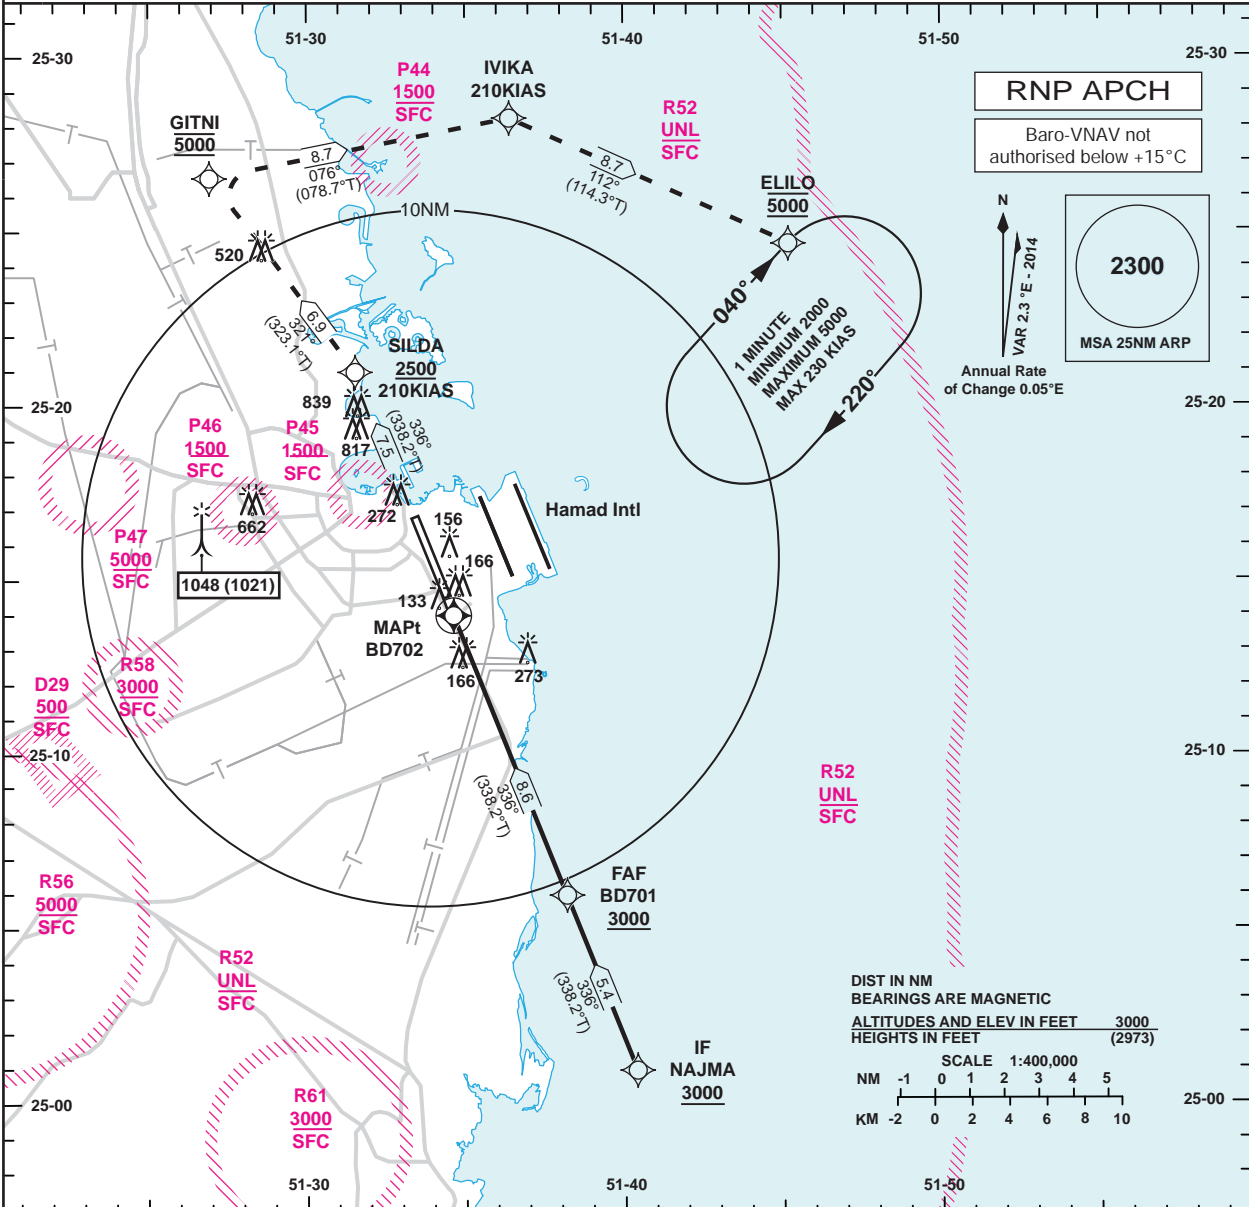 51-30
51-40
51-50
25-30
25-30
P44
1500
SFC
IVIKA
210KIAS
R52
UNL
SFC
RNP APCH
Baro-VNAV not
authorised below +15°C
GITNI
5000
8.7
076°
(078.7°T)
8.7
112°
(114.3°T)
ELILO
5000
N
VAR 2.3 °E - 2014
Annual Rate
of Change 0.05°E
2300
MSA 25NM ARP
10NM
520
6.9
321°
(323.1°T)
040°
1 MINUTE
MINIMUM 2000
MAXIMUM 5000
MAX 230 KIAS
220°
SILDA
2500
210KIAS
25-20
25-20
839
817
7.5
336°
(338.2°T)
P46
1500
SFC
P45
1500
SFC
272
662
Hamad Intl
156
166
133
P47
5000
SFC
1048 (1021)
MAPt
BD702
166
273
R58
3000
SFC
D29
500
SFC
25-10
25-10
8.6
336°
(338.2°T)
R52
UNL
SFC
R56
5000
SFC
FAF
BD701
3000
R52
UNL
SFC
5.4
336°
(338.2°T)
IF
NAJMA
3000
DIST IN NM
BEARINGS ARE MAGNETIC
ALTITUDES AND ELEV IN FEET 3000
HEIGHTS IN FEET (2973)
SCALE 1:400,000
NM -1 0 1 2 3 4 5
KM -2 0 2 4 6 8 10
R61
3000
SFC
25-00
25-00
51-30
51-40
51-50